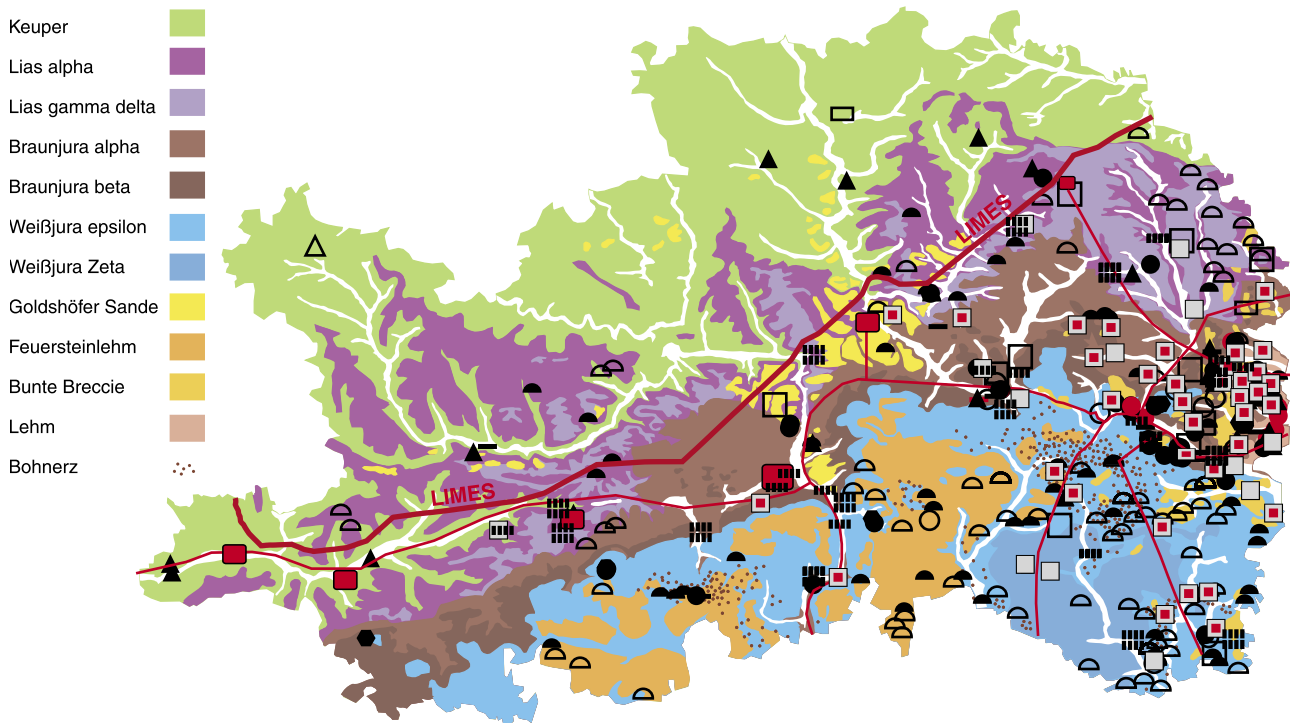 Keuper
Lias alpha
Lias gamma delta
Braunjura alpha
Braunjura beta
Weißjura epsilon
Weißjura Zeta
Goldshöfer Sande
Feuersteinlehm
Bunte Breccie
Lehm
Bohnerz
LIMES
LIMES